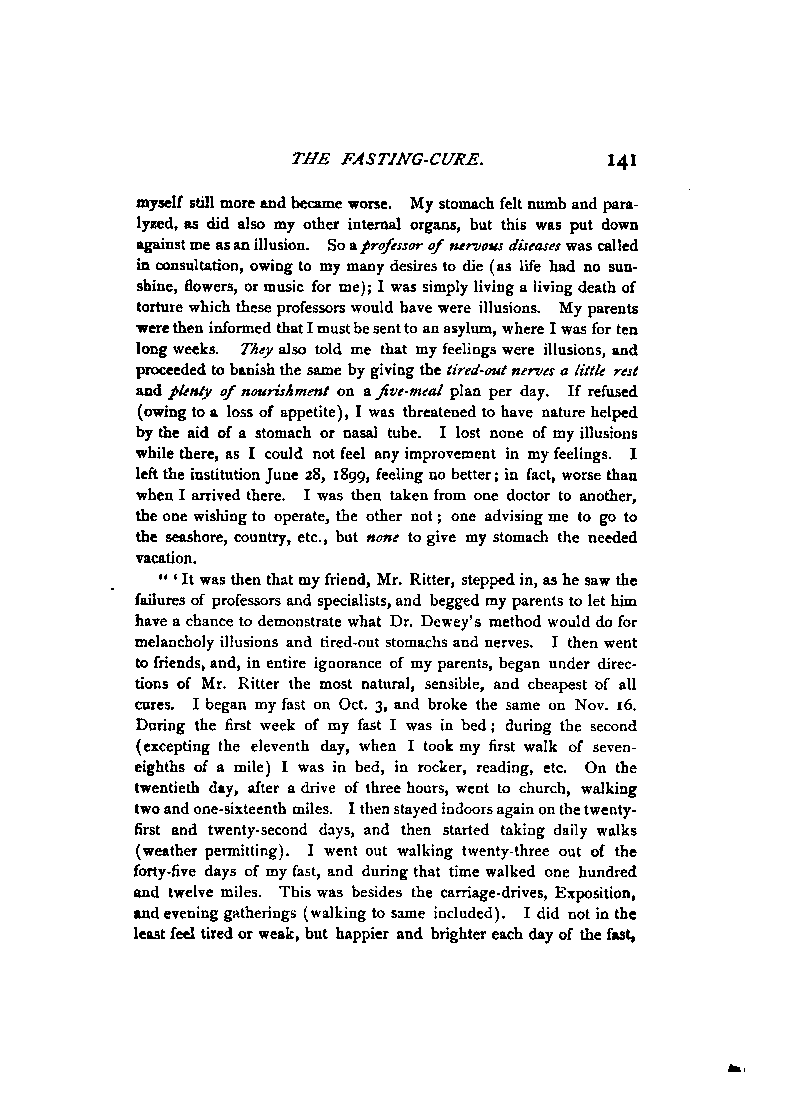 THE FASTING-CURE. 141
myself still more and became worse. My stomach felt numb and para-
lyzed, as did also my other internal organs, but this was put down
against me as an illusion. So a professor of nervous diseases was called
in consultation, owing to my many desires to die (as life had no sun-
shine, flowers, or music for me); I was simply living a living death of
torture which these professors would have were illusions. My parents
were then informed that I must be sent to an asylum, where I was for ten
long weeks. They also told me that my feelings were illusions, and
proceeded to banish the same by giving the tired-out nerves a little rest
and plenty of nourishment on a five-meal plan per day. If refused
(owing to a loss of appetite), I was threatened to have nature helped
by the aid of a stomach or nasal tube. I lost none of my illusions
while there, as I could not feel any improvement in my feelings. I
left the institution June 28, 1899, feeling no better; in fact, worse than
when I arrived there. I was then taken from one doctor to another,
the one wishing to operate, the other not; one advising me to go to
the seashore, country, etc., but none to give my stomach the needed
vacation.
"'It was then that my friend, Mr. Ritter, stepped in, as he saw the
failures of professors and specialists, and begged my parents to let him
have a chance to demonstrate what Dr. Dewey's method would do for
melancholy illusions and tired-out stomachs and nerves. I then went
to friends, and, in entire ignorance of my parents, began under direc-
tions of Mr. Ritter the most natural, sensible, and cheapest of all
cures. I began my fast on Oct. 3, and broke the same on Nov. 16.
During the first week of my fast I was in bed; during the second
(excepting the eleventh day, when I took my first walk of seven-
eighths of a mile) I was in bed, in rocker, reading, etc. On the
twentieth day, after a drive of three hours, went to church, walking
two and one-sixteenth miles. I then stayed indoors again on the twenty-
first and twenty-second days, and then started taking daily walks
(weather permitting). I went out walking twenty-three out of the
forty-five days of my fast, and during that time walked one hundred
and twelve miles. This was besides the carriage-drives, Exposition,
and evening gatherings (walking to same included). I did not in the
least feel tired or weak, but happier and brighter each day of the fast,